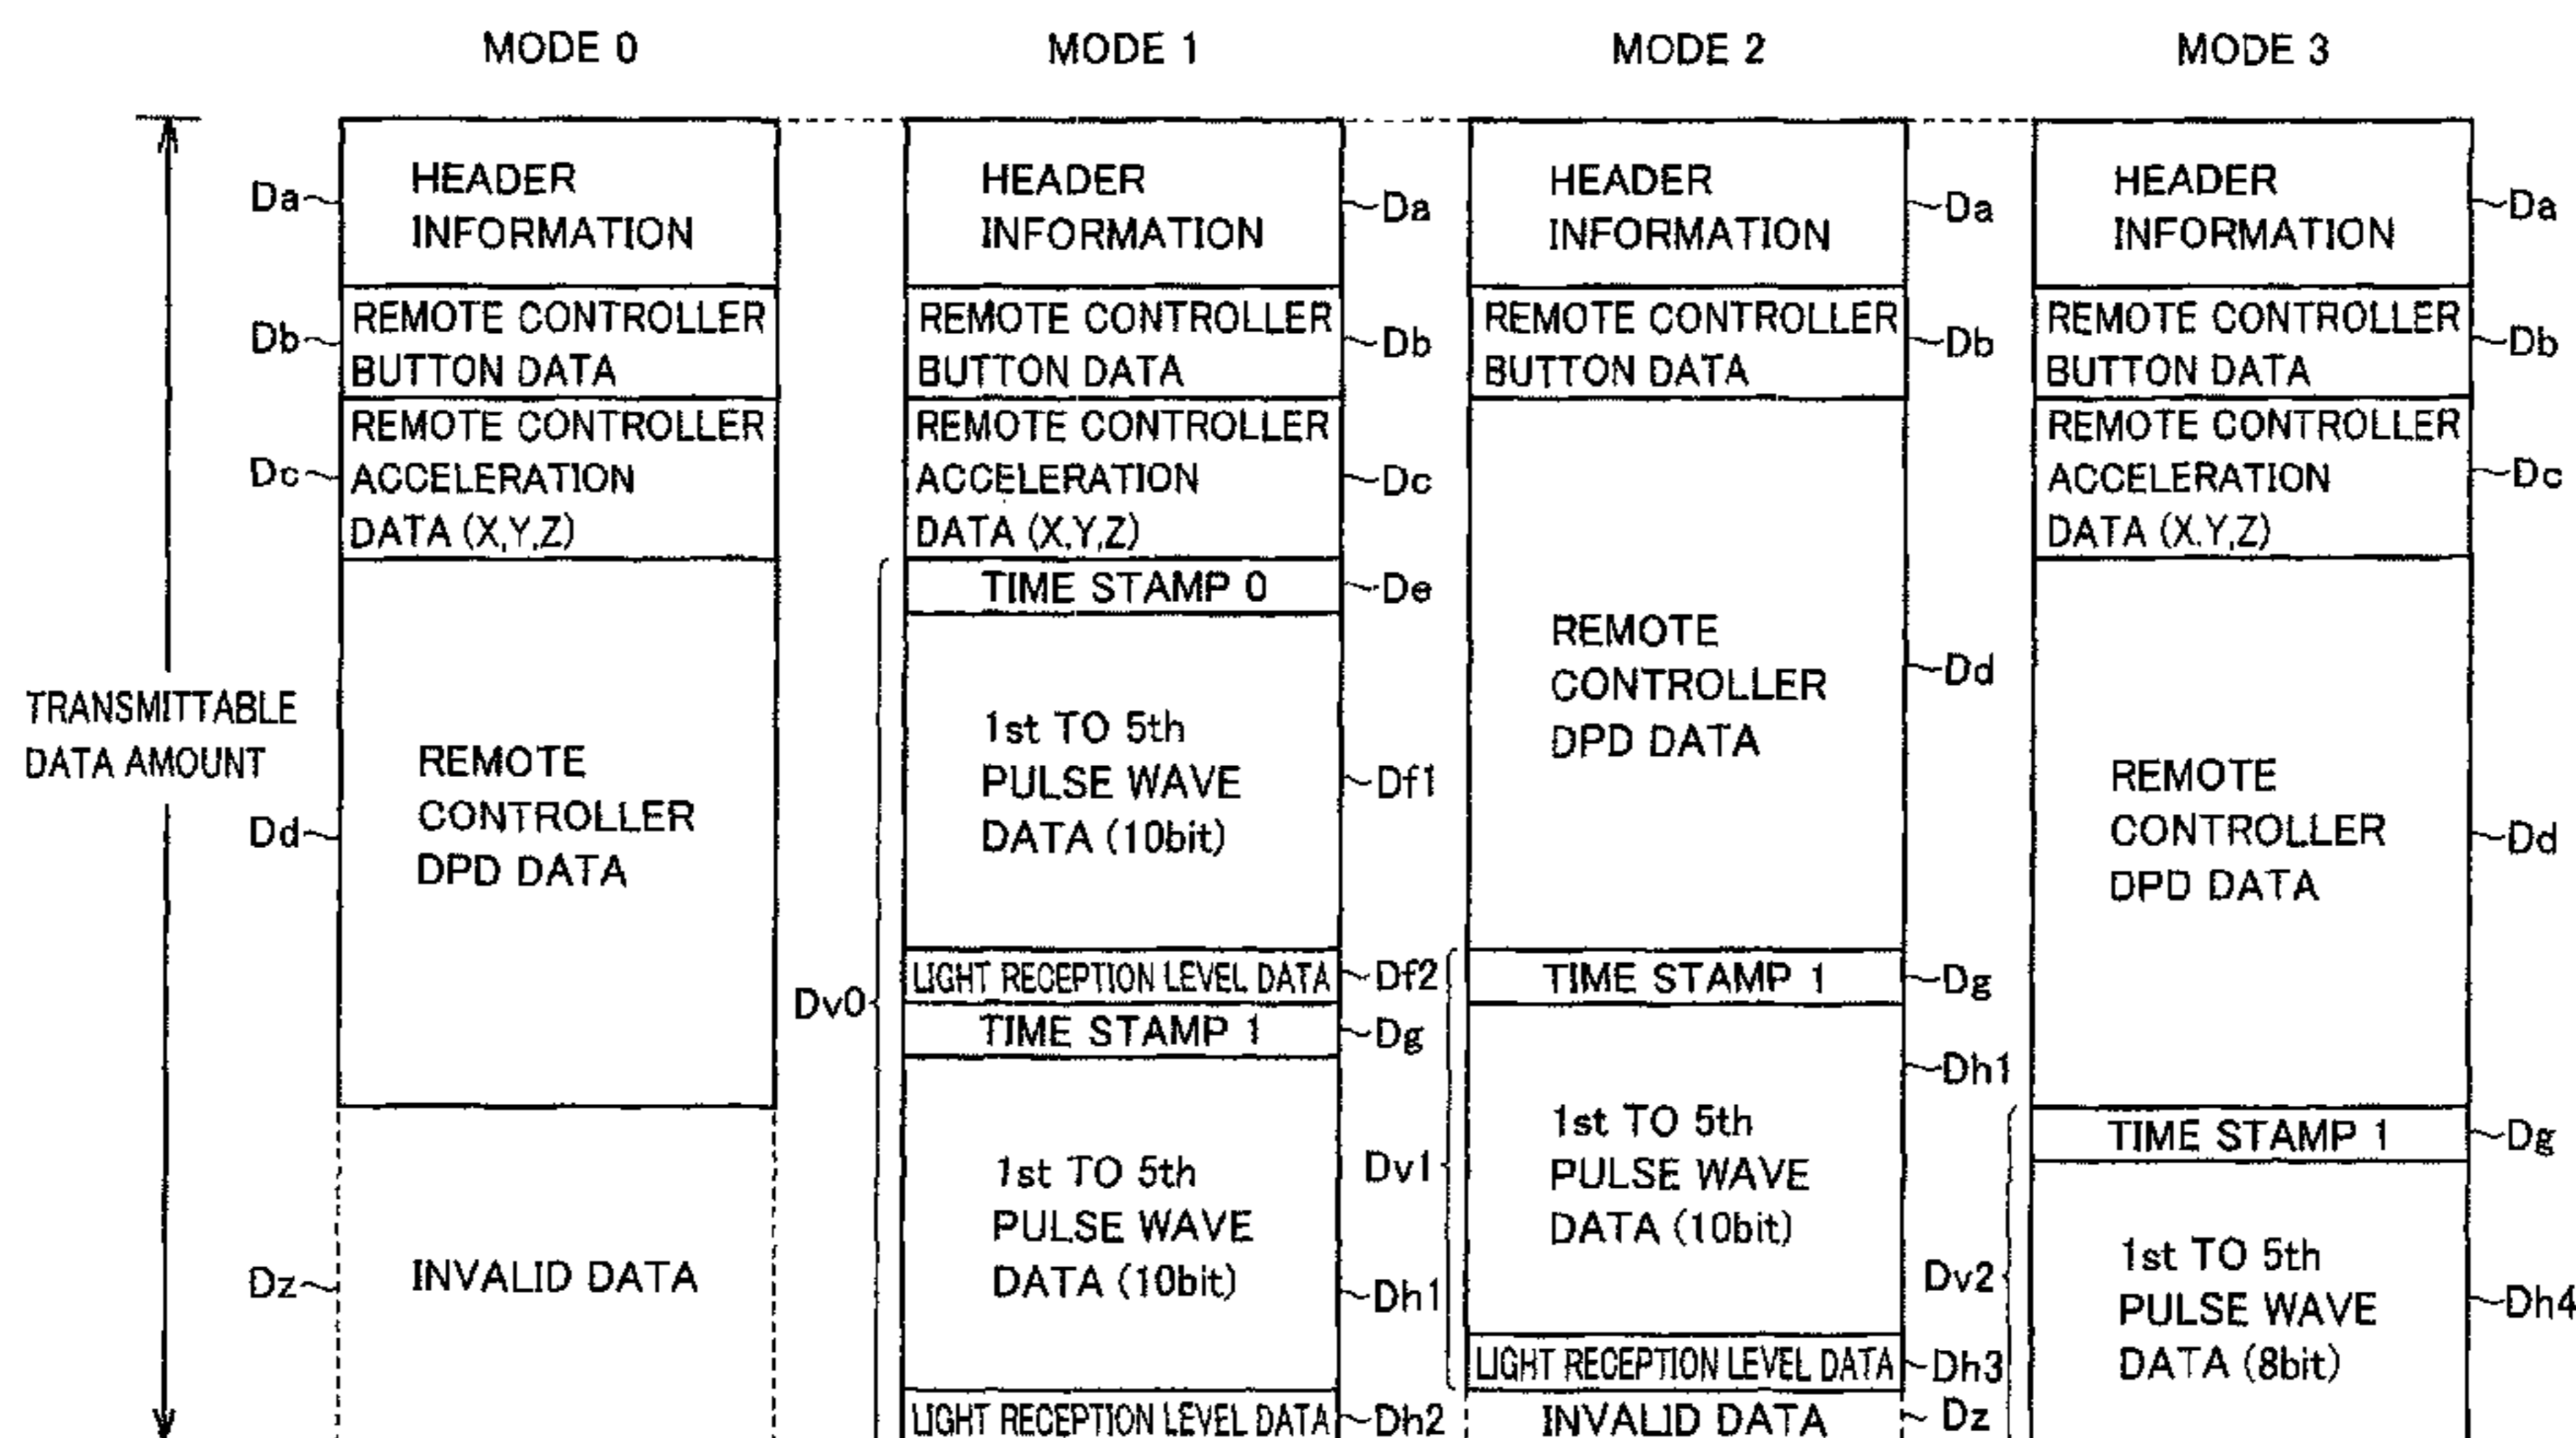 MODE 0
MODE 1
MODE 2
MODE 3
TRANSMITTABLE
DATA AMOUNT
Da
HEADER
INFORMATION
Db
REMOTE CONTROLLER
BUTTON DATA
Dc
REMOTE CONTROLLER
ACCELERATION
DATA (X,Y,Z)
Dd
REMOTE
CONTROLLER
DPD DATA
Dz
INVALID DATA
HEADER
INFORMATION
Da
REMOTE CONTROLLER
BUTTON DATA
Db
REMOTE CONTROLLER
ACCELERATION
DATA (X,Y,Z)
Dc
Dv0
TIME STAMP 0
De
1st TO 5th
PULSE WAVE
DATA (10bit)
Df1
LIGHT RECEPTION LEVEL DATA
Df2
TIME STAMP 1
Dg
1st TO 5th
PULSE WAVE
DATA (10bit)
Dh1
LIGHT RECEPTION LEVEL DATA
Dh2
HEADER
INFORMATION
Da
REMOTE CONTROLLER
BUTTON DATA
Db
REMOTE
CONTROLLER
DPD DATA
Dd
Dv1
TIME STAMP 1
Dg
1st TO 5th
PULSE WAVE
DATA (10bit)
Dh1
LIGHT RECEPTION LEVEL DATA
Dh3
INVALID DATA
Dz
HEADER
INFORMATION
Da
REMOTE CONTROLLER
BUTTON DATA
Db
REMOTE CONTROLLER
ACCELERATION
DATA (X,Y,Z)
Dc
REMOTE
CONTROLLER
DPD DATA
Dd
Dv2
TIME STAMP 1
Dg
1st TO 5th
PULSE WAVE
DATA (8bit)
Dh4